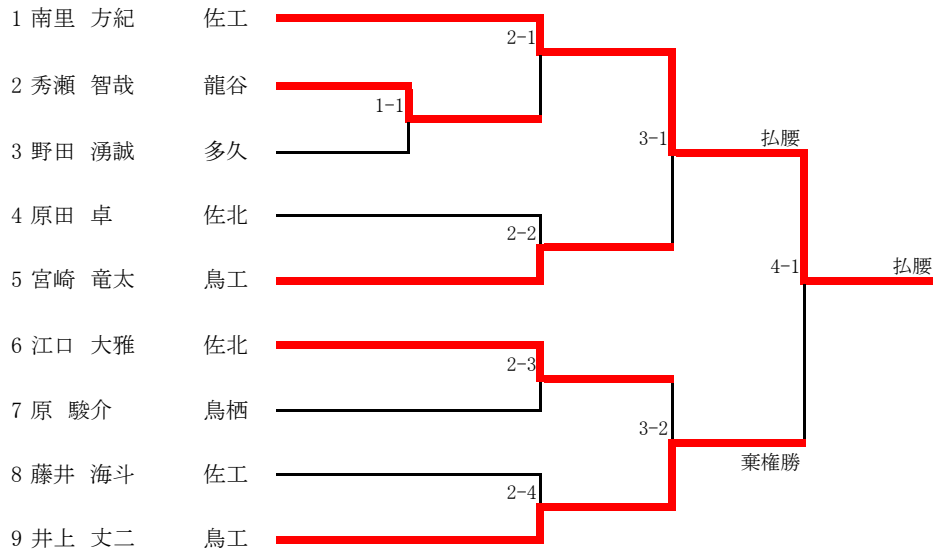 1 南里 方紀 佐工
2-1
2 秀瀬 智哉 龍谷
1-1
3 野田 湧誠 多久
3-1 払腰
4 原田 卓 佐北
2-2
4-1 払腰
5 宮崎 竜太 鳥工
6 江口 大雅 佐北
2-3
7 原 駿介 鳥栖
3-2
棄権勝
8 藤井 海斗 佐工
2-4
9 井上 丈二 鳥工